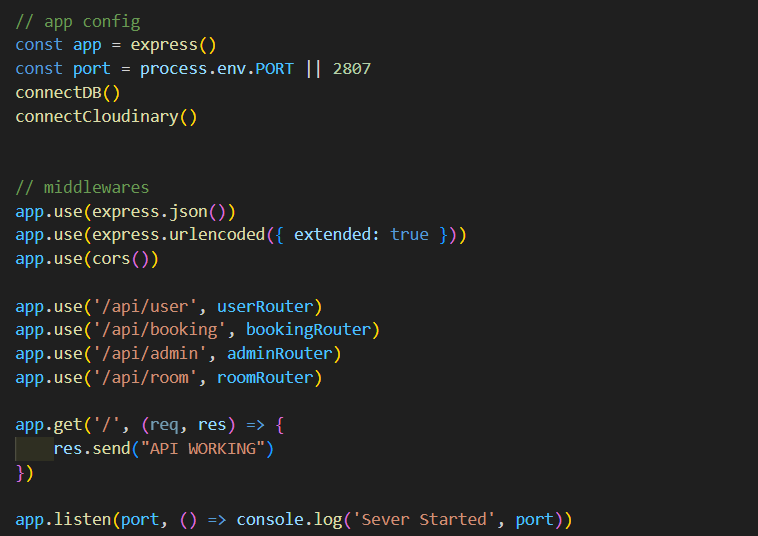 // app config
const app = express()
const port = process.env.PORT || 2807
connectDB()
connectCloudinary()
// middlewares
app.use(express.json())
app.use(express.urlencoded({ extended: true }))
app.use(cors())
app.use('/api/user', userRouter)
app.use('/api/booking', bookingRouter)
app.use('/api/admin', adminRouter)
app.use('/api/room', roomRouter)
app.get('/', (req, res) => {
    res.send("API WORKING")
})
app.listen(port, () => console.log('Sever Started', port))